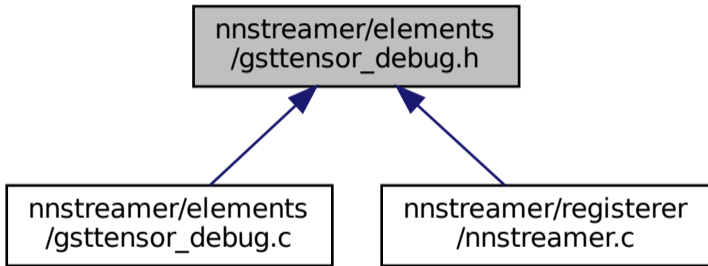 nnstreamer/elements
/gsttensor_debug.h
nnstreamer/elements
/gsttensor_debug.c
nnstreamer/registerer
/nnstreamer.c